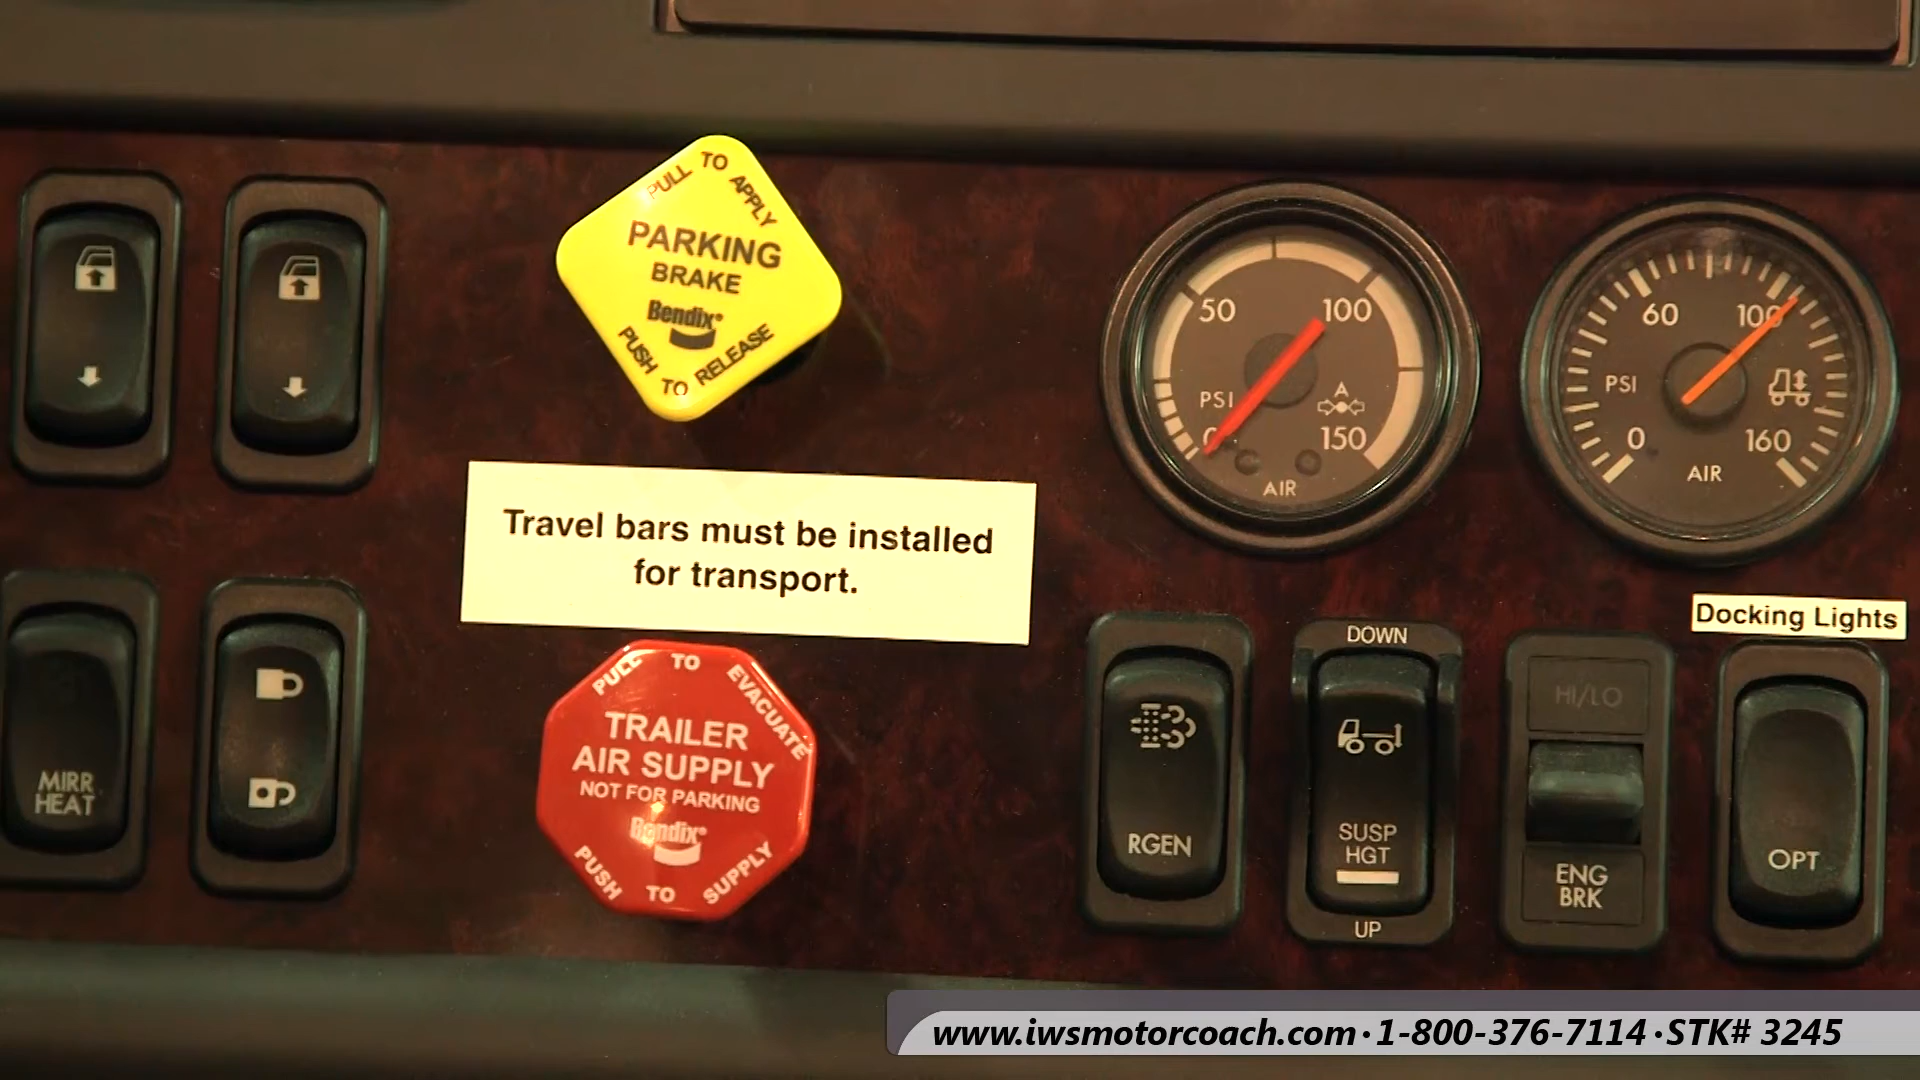 PULL TO APPLY
PARKING
BRAKE
Bendix®
PUSH TO RELEASE
Travel bars must be installed
for transport.
PULL TO EVACUATE
TRAILER
AIR SUPPLY
NOT FOR PARKING
Bendix®
PUSH TO SUPPLY
MIRR
HEAT
50 100
PSI A
0 150
AIR
60 100
PSI
0 160
AIR
RGEN
DOWN
SUSP
HGT
UP
HI/LO
ENG
BRK
Docking Lights
OPT
www.iwsmotorcoach.com·1-800-376-7114·STK# 3245